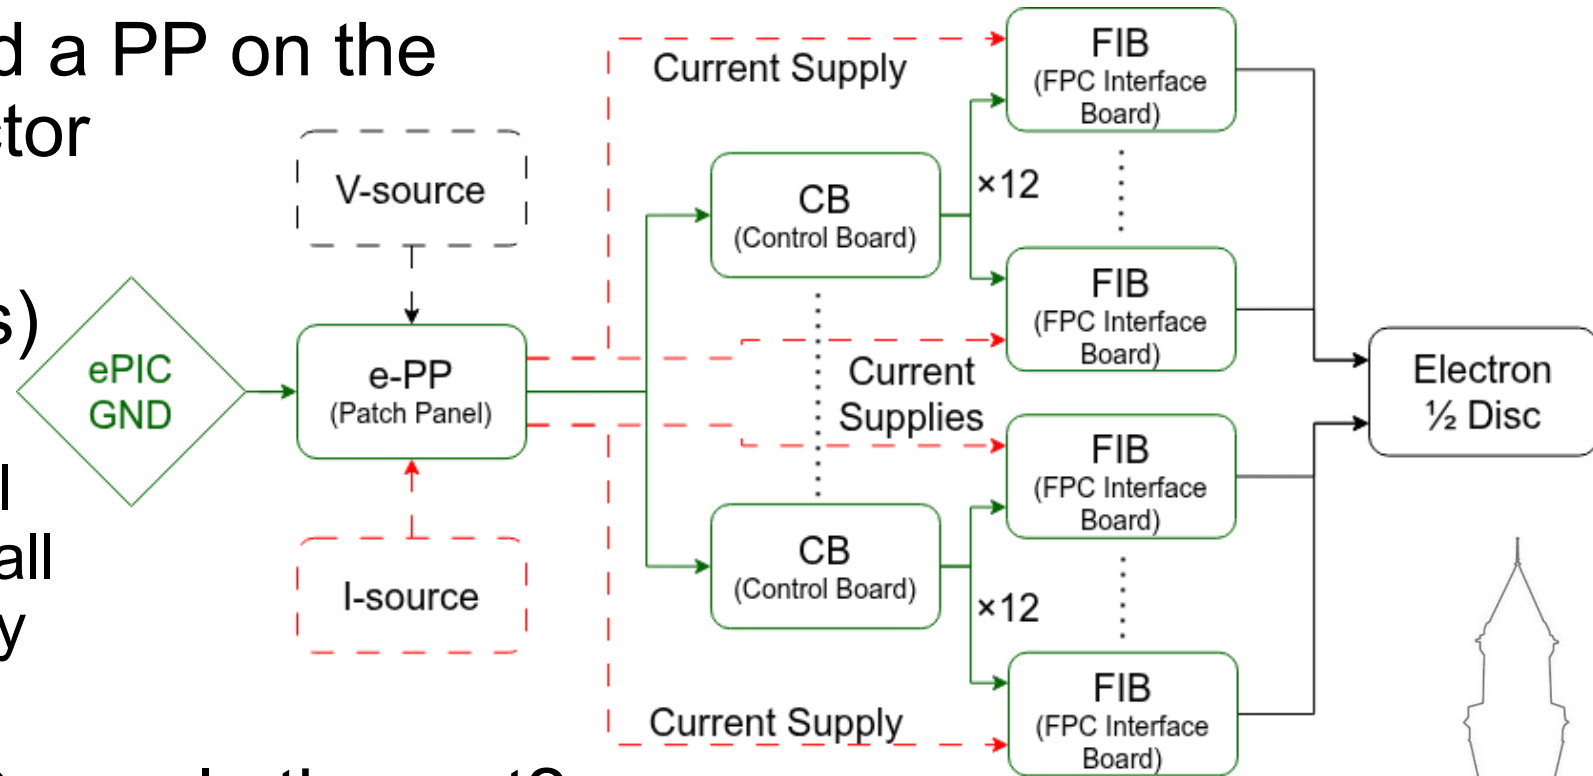 d a PP on the
ctor
s)
l
all
y
V-source
ePIC
GND
e-PP
(Patch Panel)
I-source
Current Supply
CB
(Control Board)
×12
FIB
(FPC Interface
Board)
FIB
(FPC Interface
Board)
Current
Supplies
FIB
(FPC Interface
Board)
CB
(Control Board)
×12
Current Supply
FIB
(FPC Interface
Board)
Electron
½ Disc